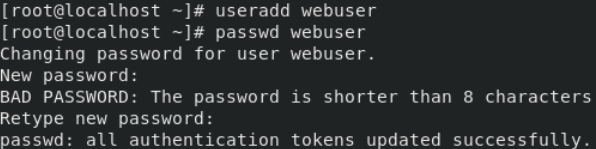 [root@localhost ~]# useradd webuser
[root@localhost ~]# passwd webuser
Changing password for user webuser.
New password:
BAD PASSWORD: The password is shorter than 8 characters
Retype new password:
passwd: all authentication tokens updated successfully.